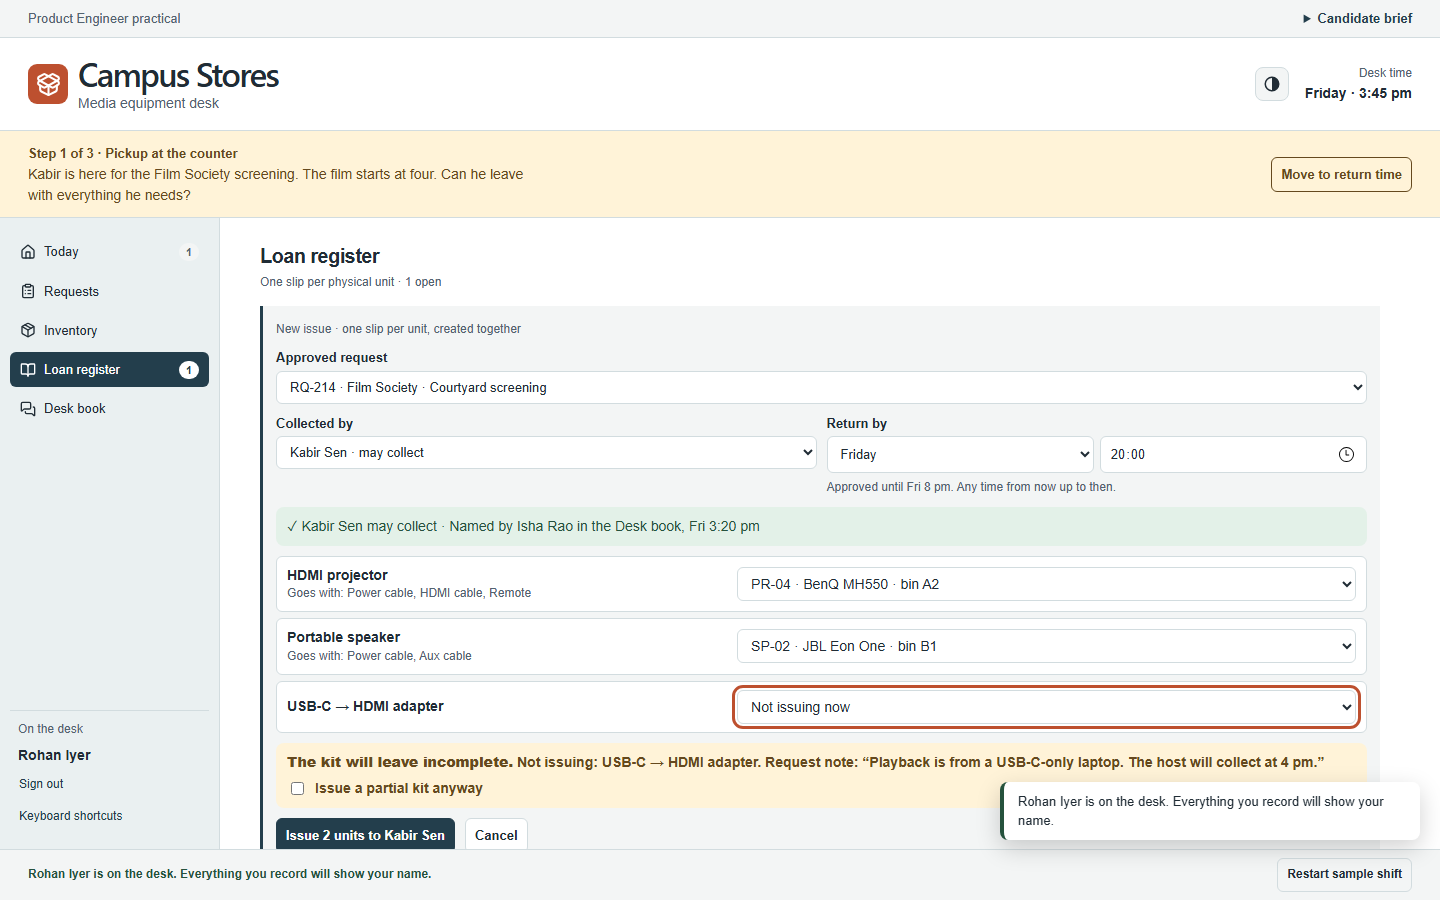 Product Engineer practical
▶ Candidate brief
Campus Stores
Media equipment desk
Desk time
Friday · 3:45 pm
Step 1 of 3 · Pickup at the counter
Kabir is here for the Film Society screening. The film starts at four. Can he leave
with everything he needs?
Move to return time
Today 1
Requests
Inventory
Loan register 1
Desk book
On the desk
Rohan Iyer
Sign out
Keyboard shortcuts
Loan register
One slip per physical unit · 1 open
New issue · one slip per unit, created together
Approved request
RQ-214 · Film Society · Courtyard screening
Collected by
Kabir Sen · may collect
Return by
Friday
20:00
Approved until Fri 8 pm. Any time from now up to then.
✓ Kabir Sen may collect · Named by Isha Rao in the Desk book, Fri 3:20 pm
HDMI projector
Goes with: Power cable, HDMI cable, Remote
PR-04 · BenQ MH550 · bin A2
Portable speaker
Goes with: Power cable, Aux cable
SP-02 · JBL Eon One · bin B1
USB-C → HDMI adapter
Not issuing now
The kit will leave incomplete. Not issuing: USB-C → HDMI adapter. Request note: “Playback is from a USB-C-only laptop. The host will collect at 4 pm.”
Issue a partial kit anyway
Issue 2 units to Kabir Sen
Cancel
Rohan Iyer is on the desk. Everything you record will show your
name.
Rohan Iyer is on the desk. Everything you record will show your name.
Restart sample shift